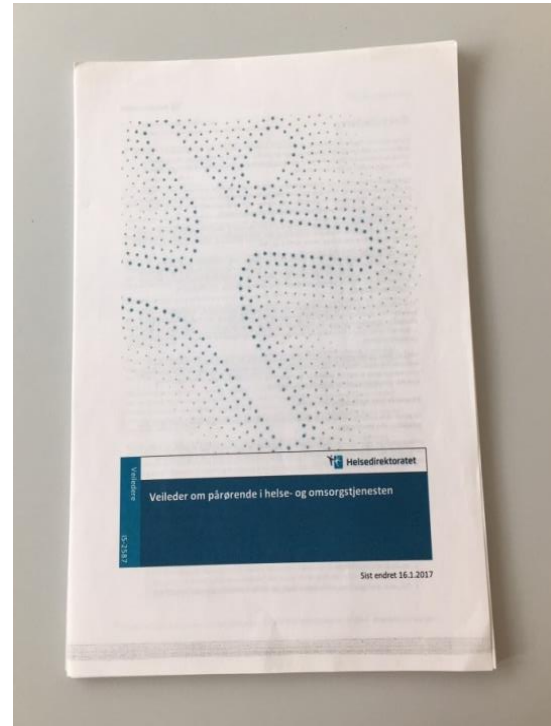 Helsedirektoratet
Veiledere
IS-2587
Veileder om pårørende i helse- og omsorgstjenesten
Sist endret 16.1.2017